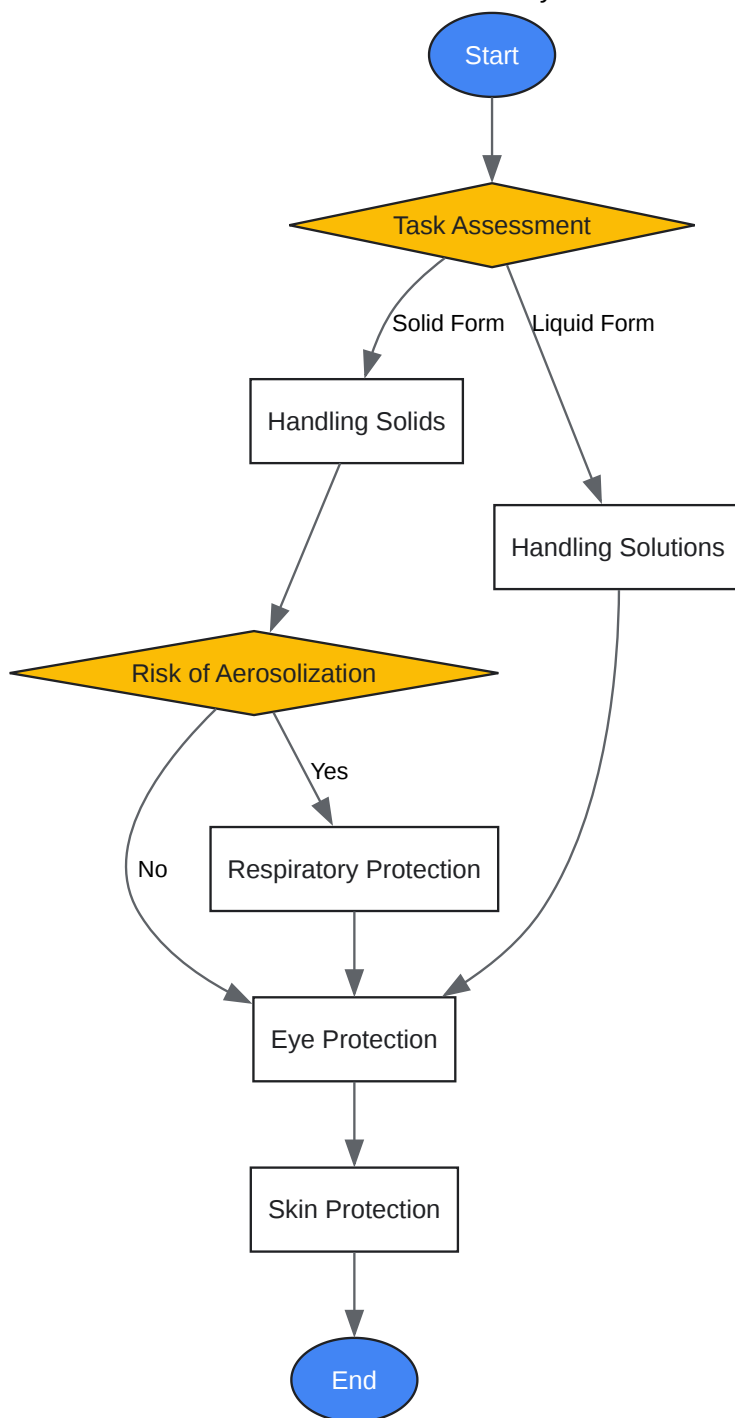 Start
Task Assessment
Solid Form
Liquid Form
Handling Solids
Handling Solutions
Risk of Aerosolization
Yes
No
Respiratory Protection
Eye Protection
Skin Protection
End